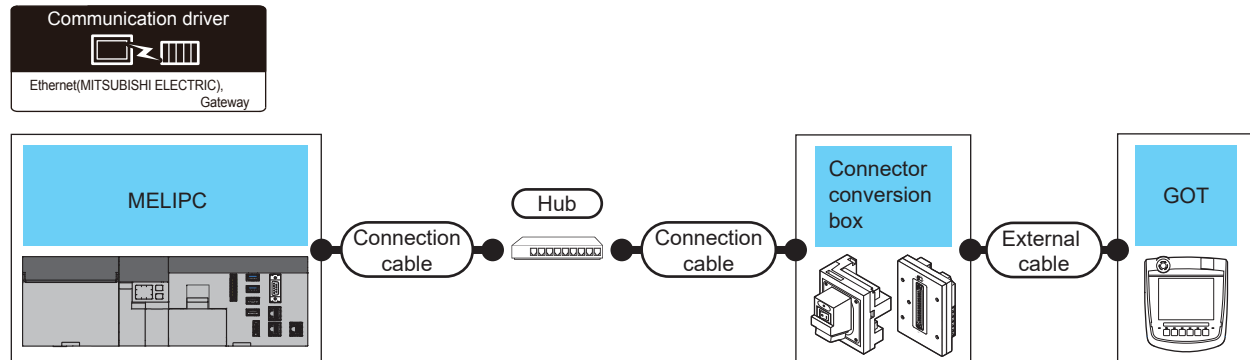 Communication driver
Ethernet(MITSUBISHI ELECTRIC),
Gateway
MELIPC
Connection
cable
Hub
Connection
cable
Connector
conversion
box
External
cable
GOT